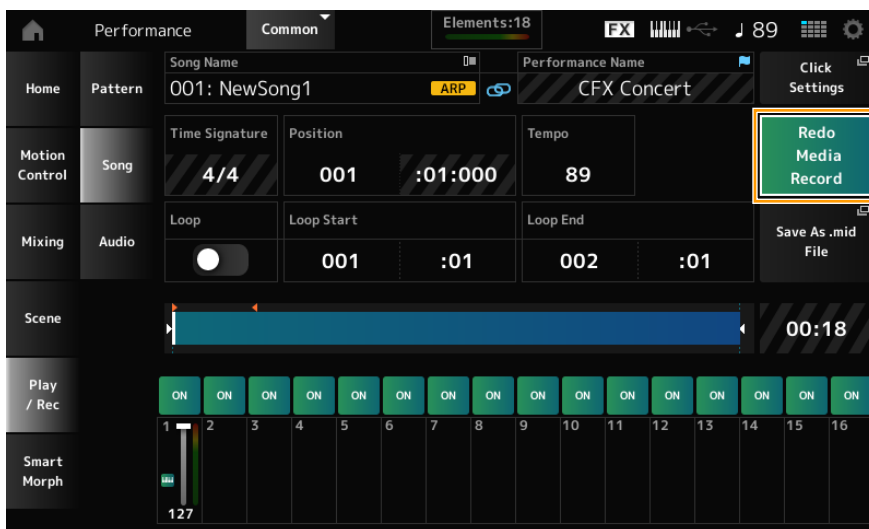 Performance
Common
Elements:18
FX
♩ 89
Home
Pattern
Song Name
001: NewSong1
ARP
Performance Name
CFX Concert
Click
Settings
Motion
Control
Song
Time Signature
4/4
Position
001 :01:000
Tempo
89
Redo
Media
Record
Mixing
Audio
Loop
Loop Start
001 :01
Loop End
002 :01
Save As .mid
File
Scene
00:18
Play
/ Rec
ON ON ON ON ON ON ON ON ON ON ON ON ON ON ON ON
1 2 3 4 5 6 7 8 9 10 11 12 13 14 15 16
Smart
Morph
127